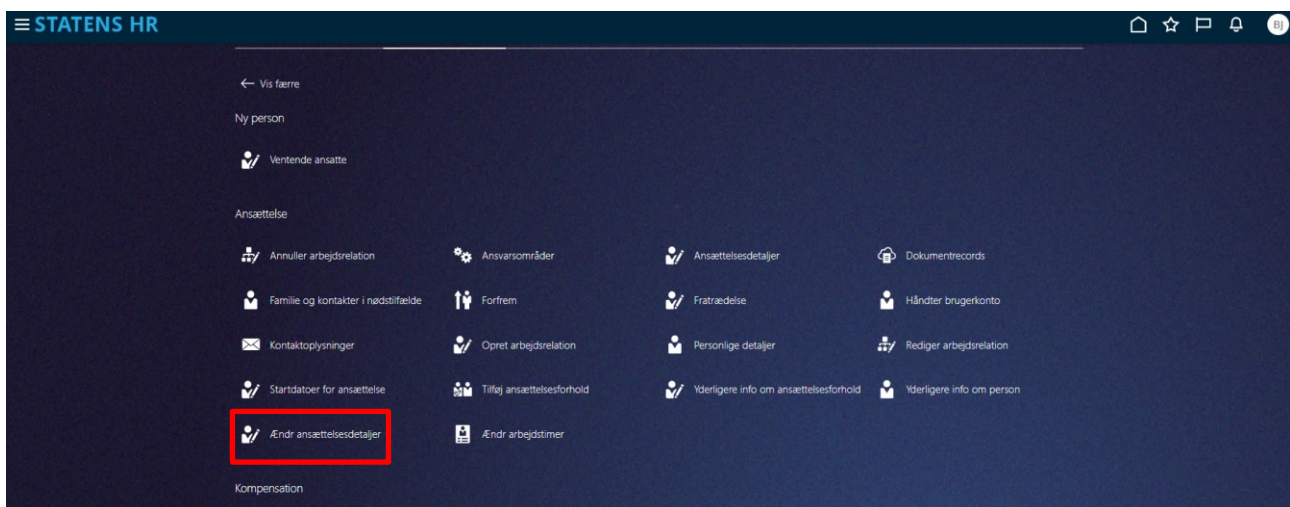 STATENS HR
BJ
Vis færre
Ny person
Ventende ansatte
Ansættelse
Annuller arbejdsrelation
Ansvarsområder
Ansættelsesdetaljer
Dokumentrecords
Familie og kontakter i nødstilfælde
Forfrem
Fratrædelse
Håndter brugerkonto
Kontaktoplysninger
Opret arbejdsrelation
Personlige detaljer
Rediger arbejdsrelation
Startdatoer for ansættelse
Tilføj ansættelsesforhold
Yderligere info om ansættelsesforhold
Yderligere info om person
Ændr ansættelsesdetaljer
Ændr arbejdstimer
Kompensation